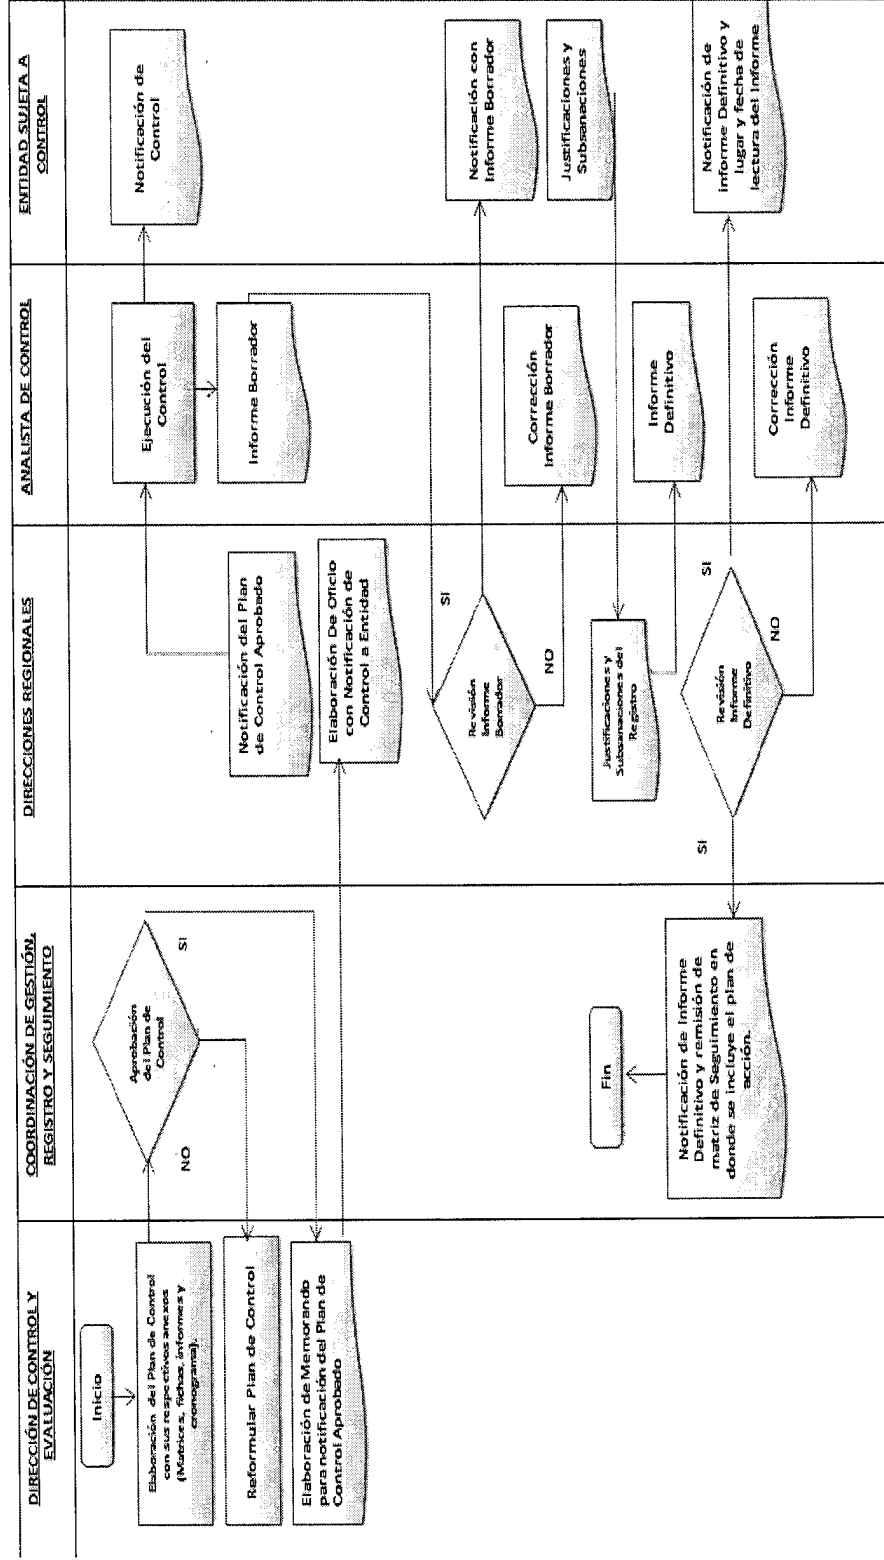 DIRECCIÓN DE CONTROL Y
EVALUACIÓN
COORDINACIÓN DE GESTIÓN,
REGISTRO Y SEGUIMIENTO
DIRECCIONES REGIONALES
ANALISTA DE CONTROL
ENTIDAD SUJETA A
CONTROL
Inicio
Elaboración del Plan de Control
con sus respectivos anexos
(Matrices, fichas, informes y
cronograma).
Reformular Plan de Control
Elaboración de Memorando
para notificación del Plan de
Control Aprobado
NO
Aprobación
del Plan de
Control
SI
Fin
Notificación de Informe
Definitivo y remisión de
matriz de Seguimiento en
donde se incluye el plan de
acción.
Notificación del Plan
de Control Aprobado
Elaboración De Oficio
con Notificación de
Control a Entidad
SI
Revisión
Informe
Borrador
NO
Justificaciones y
Subsanaciones del
Registro
SI
Revisión
Informe
Definitivo
SI
NO
Ejecución del
Control
Informe Borrador
Corrección
Informe Borrador
Informe
Definitivo
Corrección
Informe
Definitivo
Notificación de
Control
Notificación con
Informe Borrador
Justificaciones y
Subsanaciones
Notificación de
informe Definitivo y
lugar y fecha de
lectura del Informe